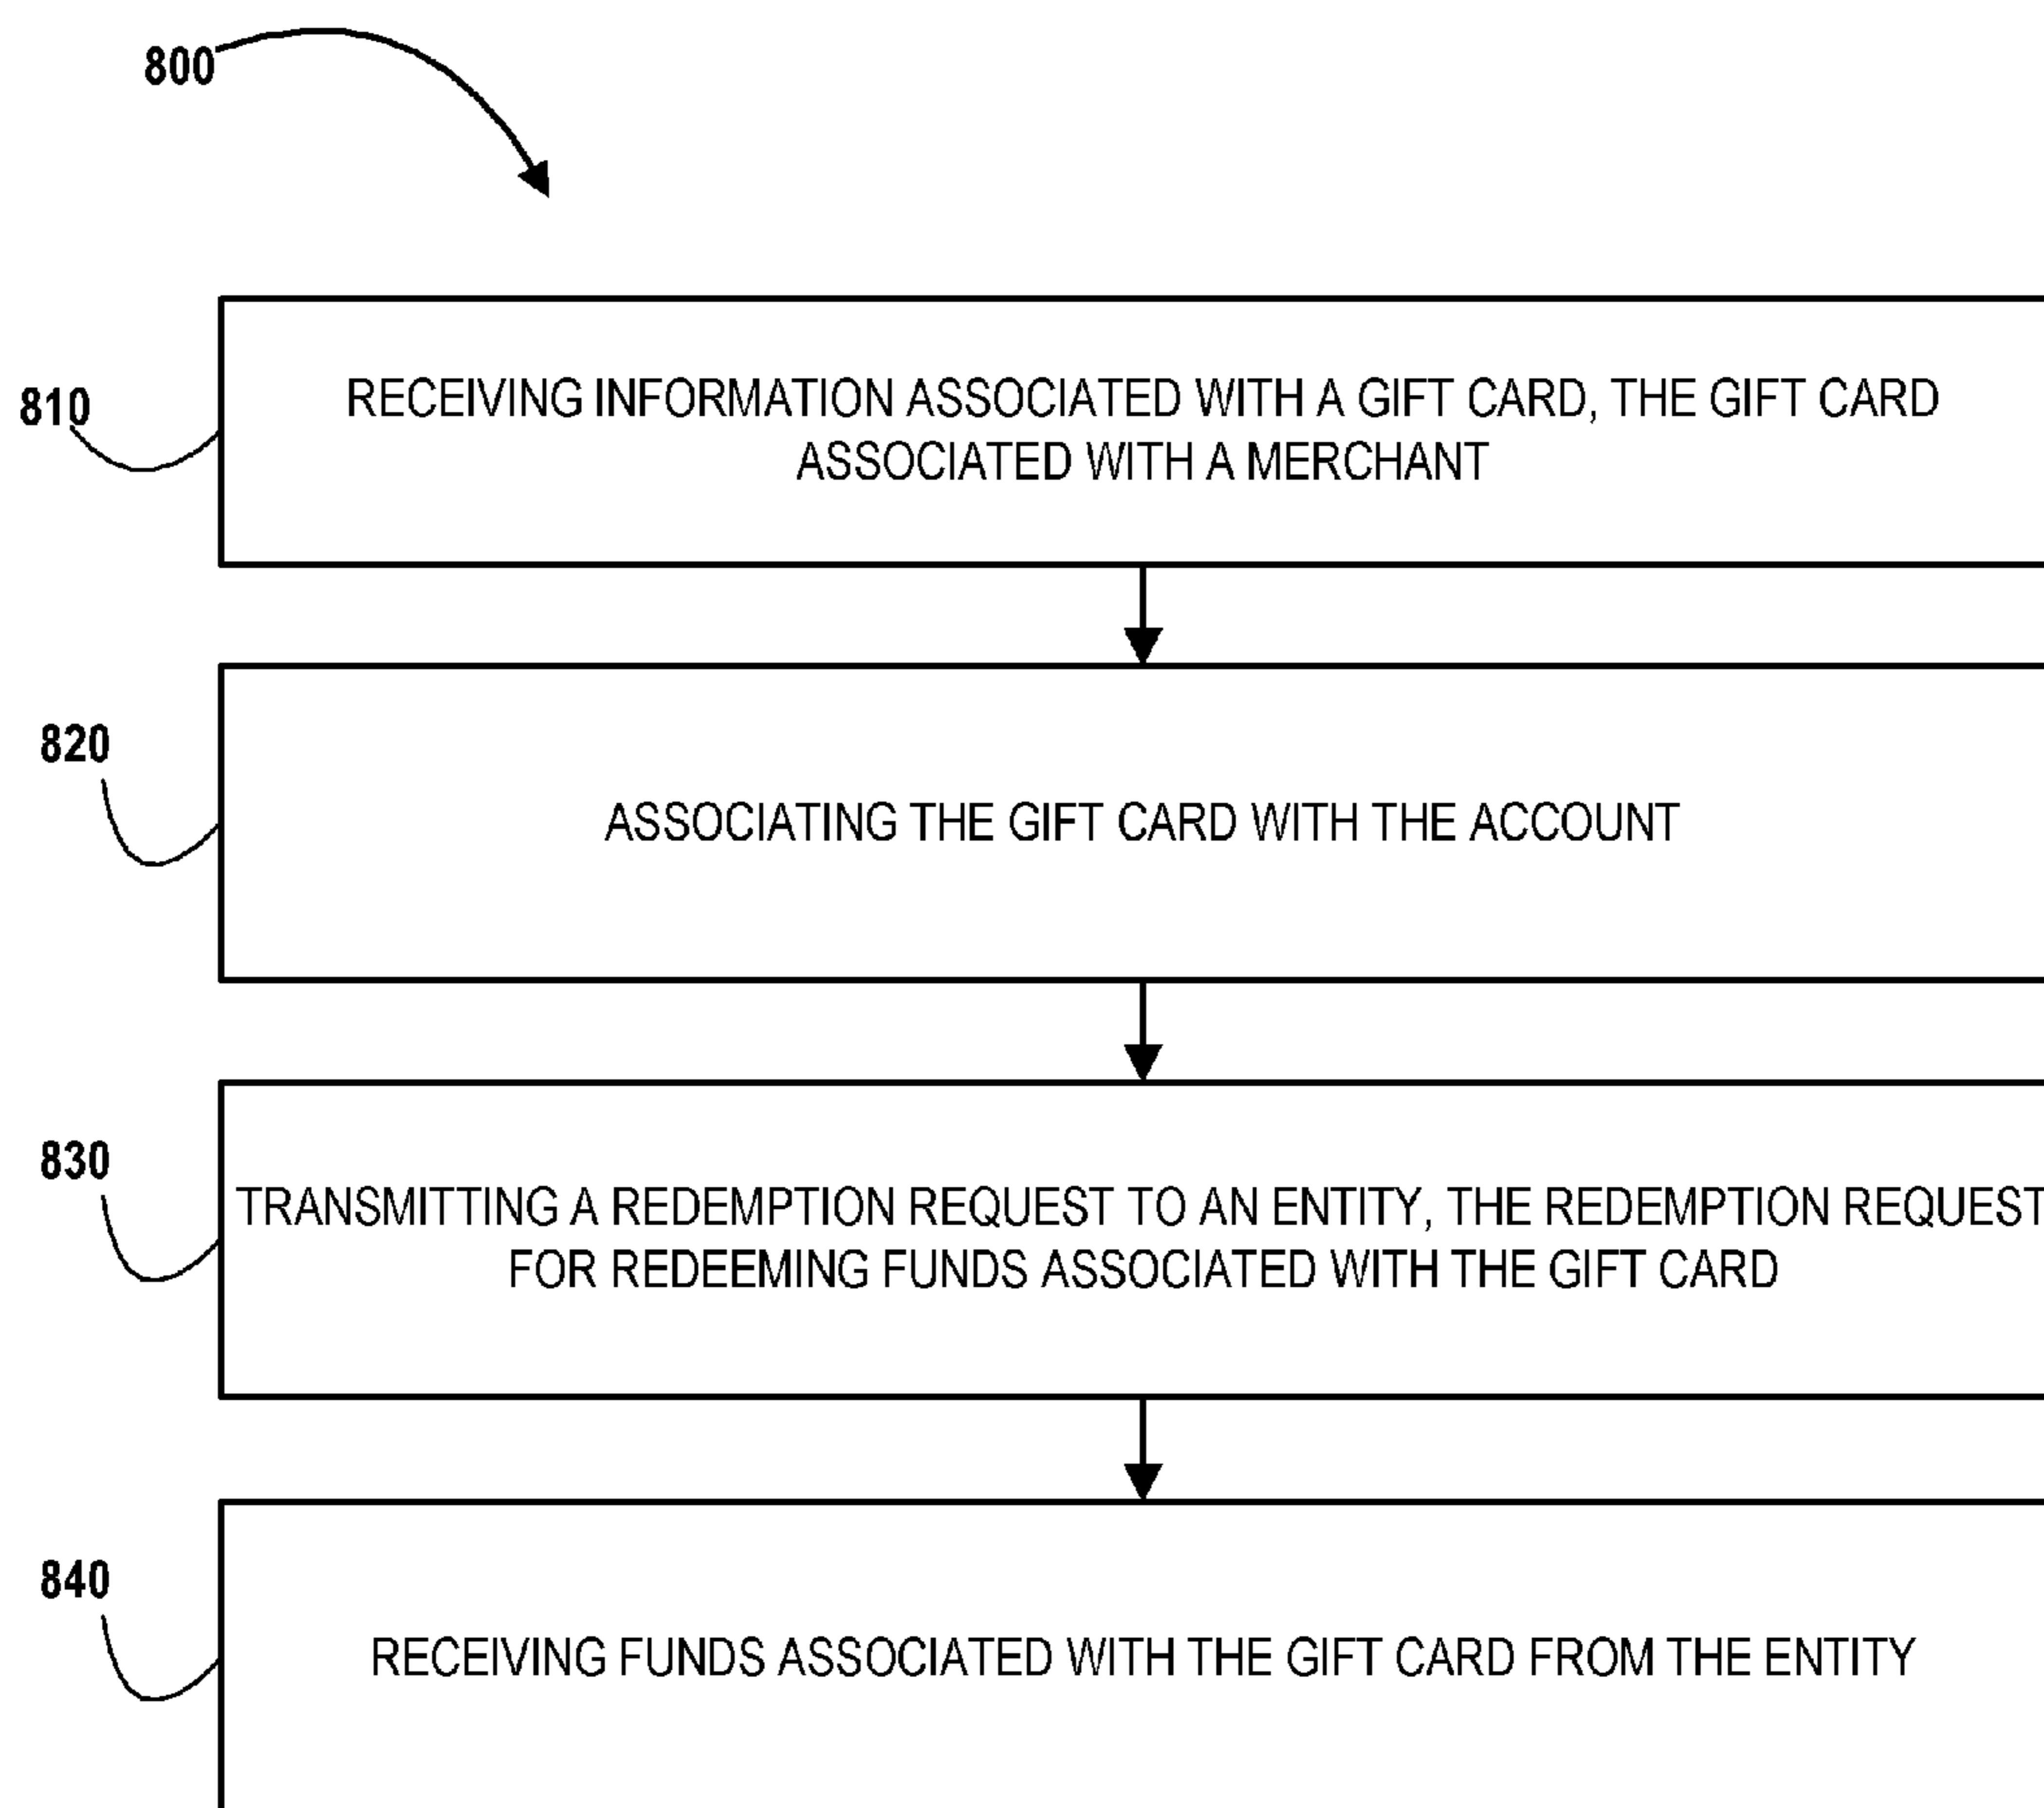 800
810
RECEIVING INFORMATION ASSOCIATED WITH A GIFT CARD, THE GIFT CARD
ASSOCIATED WITH A MERCHANT
820
ASSOCIATING THE GIFT CARD WITH THE ACCOUNT
830
TRANSMITTING A REDEMPTION REQUEST TO AN ENTITY, THE REDEMPTION REQUEST
FOR REDEEMING FUNDS ASSOCIATED WITH THE GIFT CARD
840
RECEIVING FUNDS ASSOCIATED WITH THE GIFT CARD FROM THE ENTITY